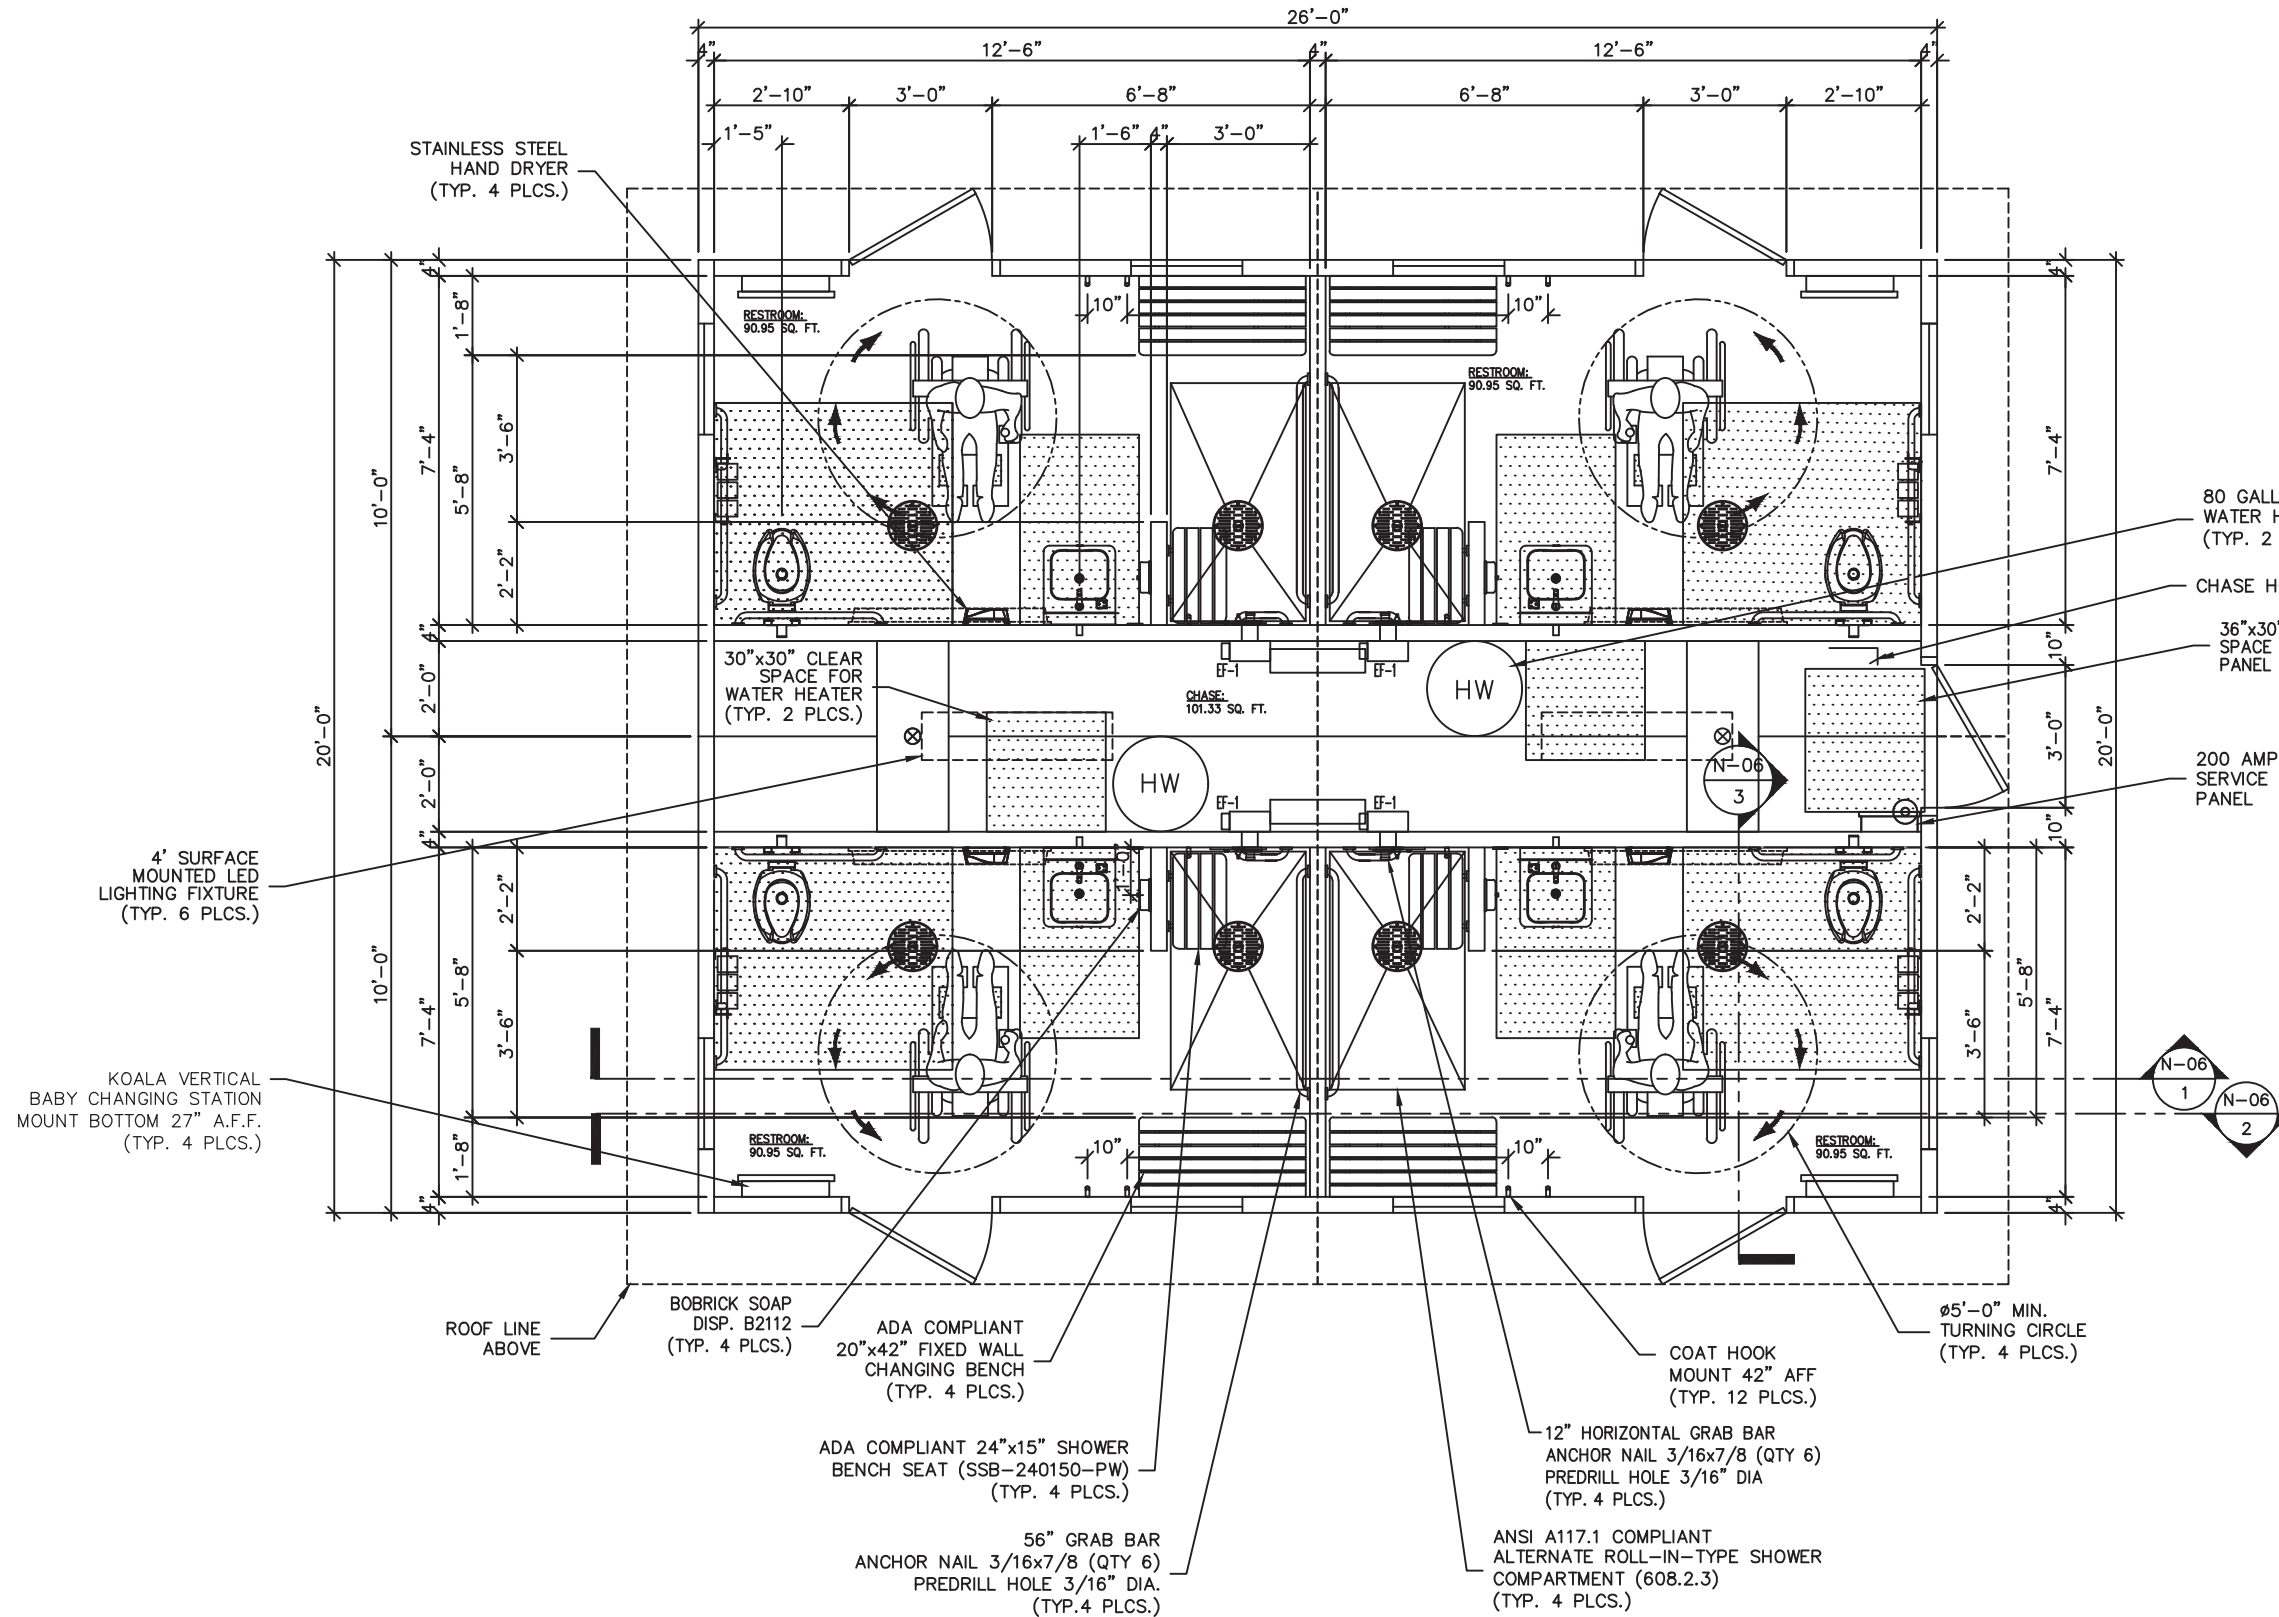 26'-0"
4" 12'-6" 4" 12'-6" 4"
2'-10" 3'-0" 6'-8" 6'-8" 3'-0" 2'-10"
1'-5" 1'-6" 4" 3'-0"
STAINLESS STEEL
HAND DRYER
(TYP. 4 PLCS.)
4"
1'-8"
7'-4"
5'-8"
3'-6"
2'-2"
10'-0"
20'-0"
4"
2'-0"
2'-0"
4"
10'-0"
7'-4"
5'-8"
2'-2"
3'-6"
1'-8"
4"
RESTROOM:
90.95 SQ. FT.
10"
10"
RESTROOM:
90.95 SQ. FT.
4"
7'-4"
10"
3'-0"
20'-0"
10"
2'-2"
5'-8"
3'-6"
7'-4"
4"
80 GALL
WATER H
(TYP. 2
CHASE H
36"x30"
SPACE
PANEL
200 AMP
SERVICE
PANEL
30"x30" CLEAR
SPACE FOR
WATER HEATER
(TYP. 2 PLCS.)
EF-1
EF-1
CHASE:
101.33 SQ. FT.
HW
HW
EF-1
EF-1
N-06
3
1'-0"
4' SURFACE
MOUNTED LED
LIGHTING FIXTURE
(TYP. 6 PLCS.)
KOALA VERTICAL
BABY CHANGING STATION
MOUNT BOTTOM 27" A.F.F.
(TYP. 4 PLCS.)
N-06
1
N-06
2
RESTROOM:
90.95 SQ. FT.
10"
10"
RESTROOM:
90.95 SQ. FT.
ROOF LINE
ABOVE
BOBRICK SOAP
DISP. B2112
(TYP. 4 PLCS.)
ADA COMPLIANT
20"x42" FIXED WALL
CHANGING BENCH
(TYP. 4 PLCS.)
ADA COMPLIANT 24"x15" SHOWER
BENCH SEAT (SSB-240150-PW)
(TYP. 4 PLCS.)
56" GRAB BAR
ANCHOR NAIL 3/16x7/8 (QTY 6)
PREDRILL HOLE 3/16" DIA.
(TYP.4 PLCS.)
ø5'-0" MIN.
TURNING CIRCLE
(TYP. 4 PLCS.)
COAT HOOK
MOUNT 42" AFF
(TYP. 12 PLCS.)
12" HORIZONTAL GRAB BAR
ANCHOR NAIL 3/16x7/8 (QTY 6)
PREDRILL HOLE 3/16" DIA
(TYP. 4 PLCS.)
ANSI A117.1 COMPLIANT
ALTERNATE ROLL-IN-TYPE SHOWER
COMPARTMENT (608.2.3)
(TYP. 4 PLCS.)